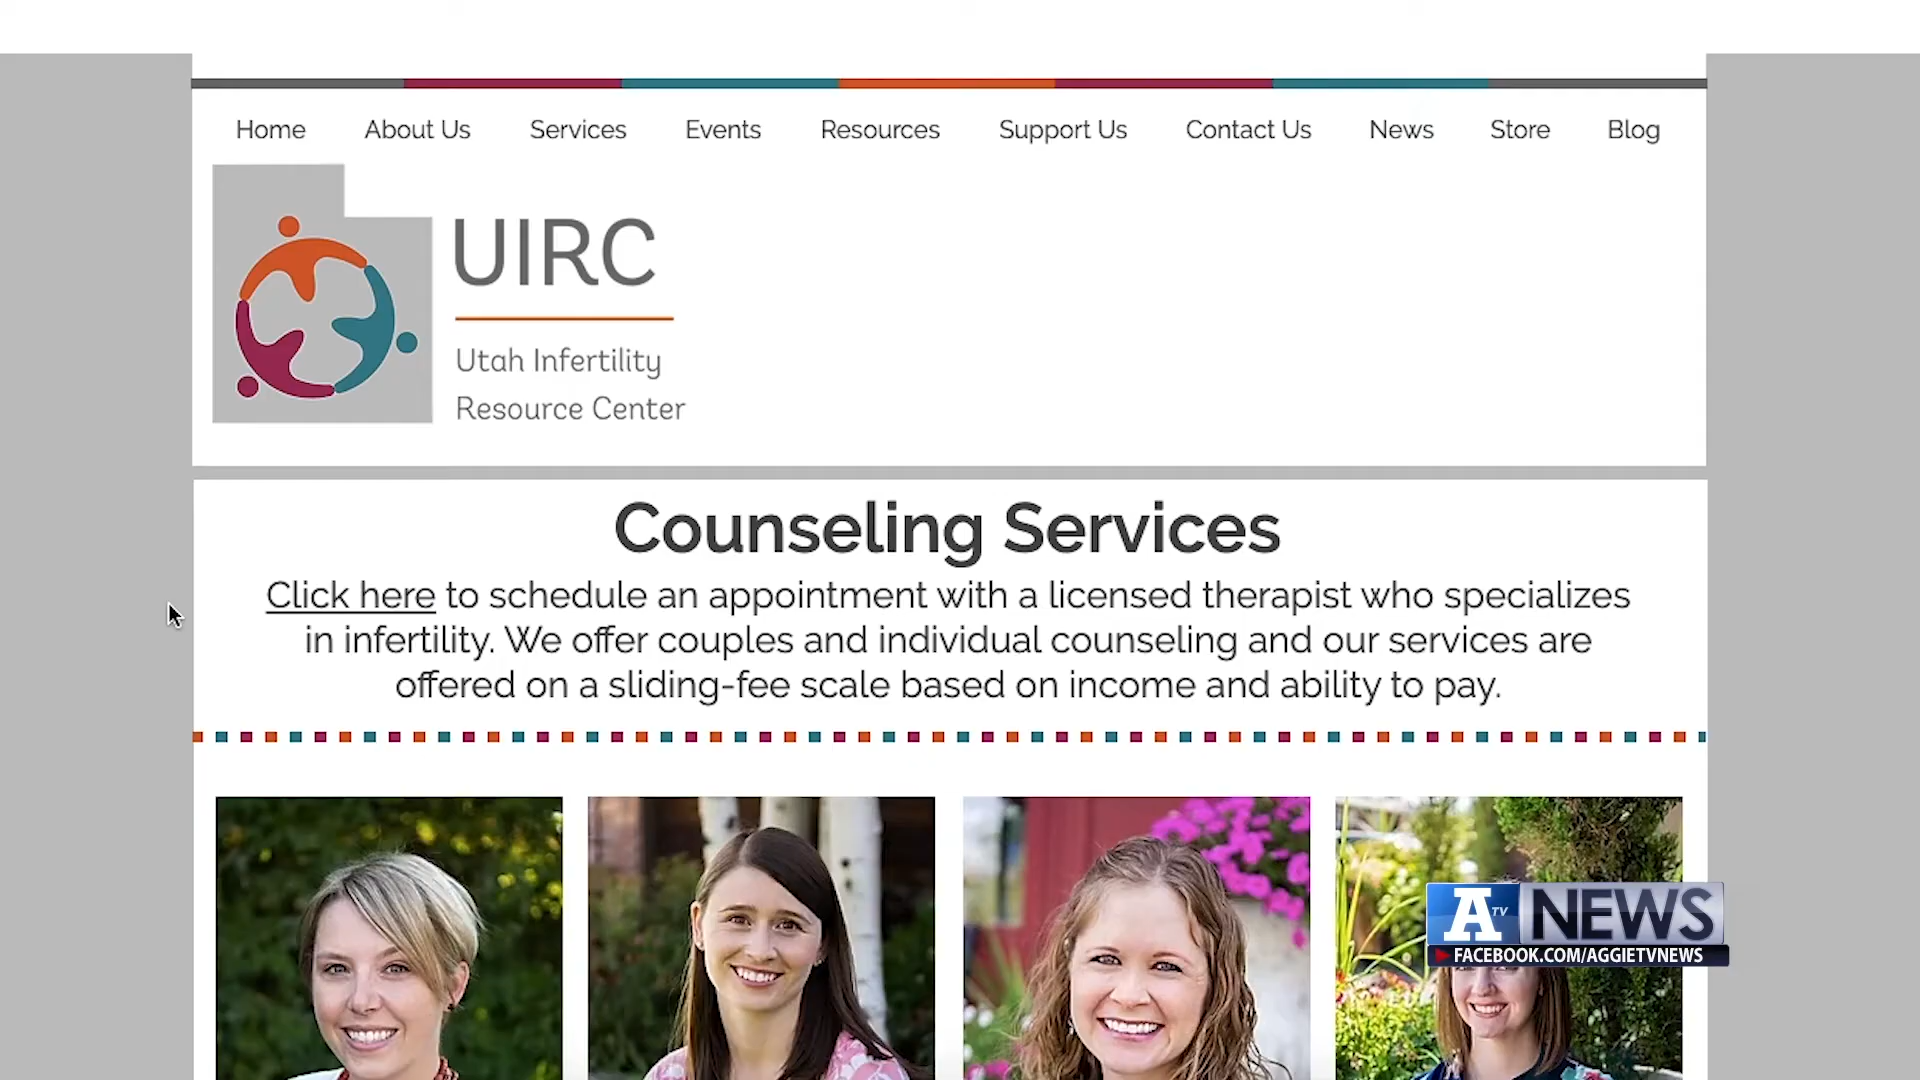 Home About Us Services Events Resources Support Us Contact Us News Store Blog
UIRC
Utah Infertility
Resource Center
Counseling Services
Click here to schedule an appointment with a licensed therapist who specializes
in infertility. We offer couples and individual counseling and our services are
offered on a sliding-fee scale based on income and ability to pay.
A TV NEWS
FACEBOOK.COM/AGGIETVNEWS